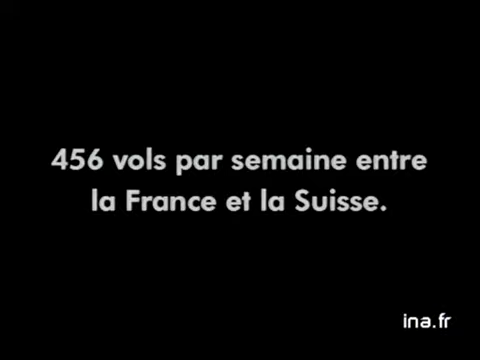 456 vols par semaine entre
la France et la Suisse.
ina.fr